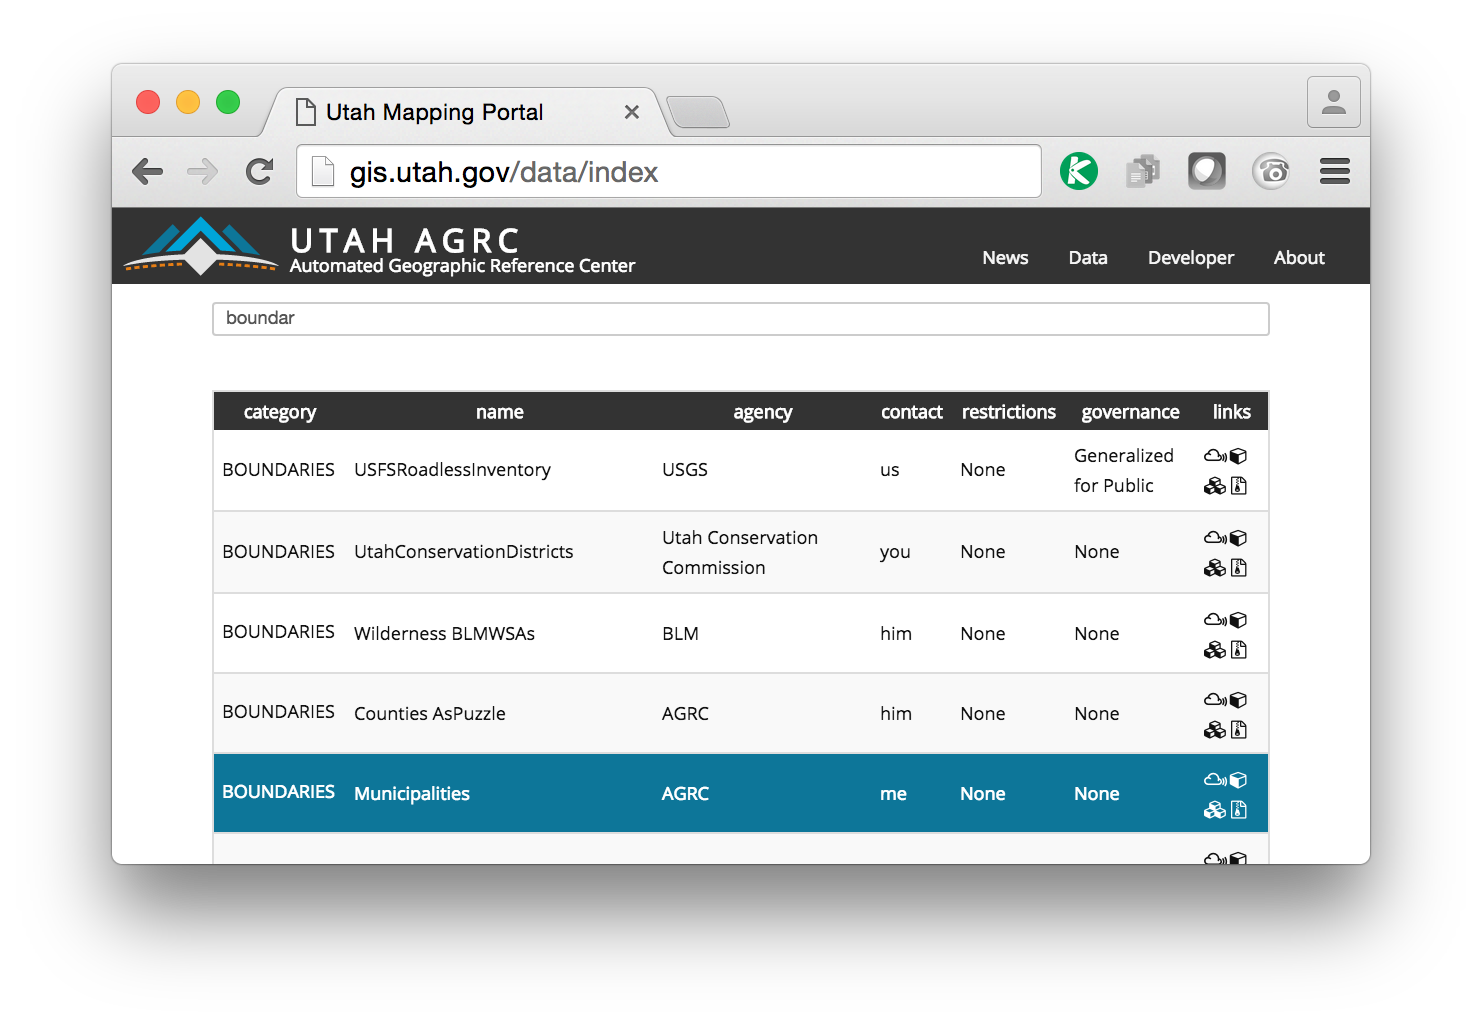 Utah Mapping Portal
gis.utah.gov/data/index
UTAH AGRC
Automated Geographic Reference Center
News Data Developer About
boundar
category name agency contact restrictions governance links
BOUNDARIES USFSRoadlessInventory USGS us None Generalized for Public
BOUNDARIES UtahConservationDistricts Utah Conservation Commission you None None
BOUNDARIES Wilderness BLMWSAs BLM him None None
BOUNDARIES Counties AsPuzzle AGRC him None None
BOUNDARIES Municipalities AGRC me None None